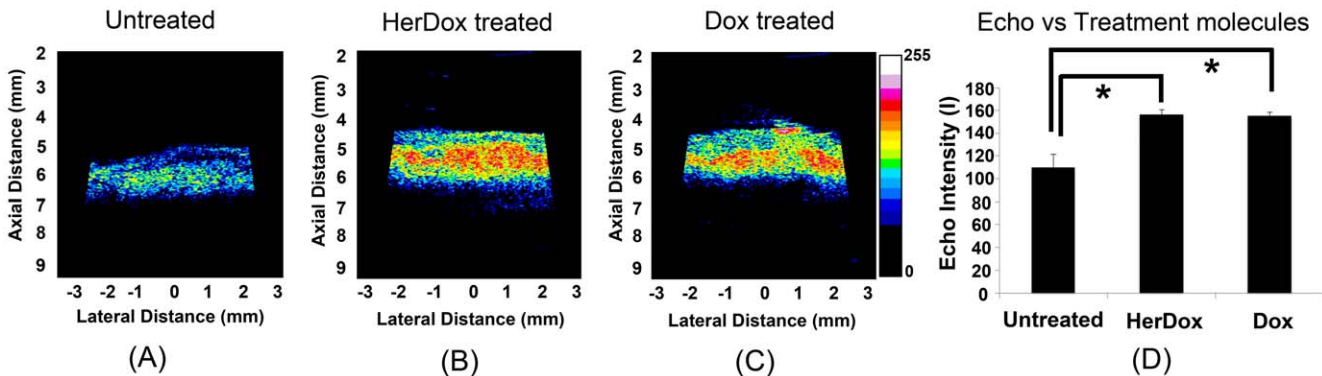 Untreated
HerDox treated
Dox treated
Echo vs Treatment molecules
Axial Distance (mm)
2
3
4
5
6
7
8
9
-3 -2 -1 0 1 2 3
Lateral Distance (mm)
(A)
Axial Distance (mm)
2
3
4
5
6
7
8
9
-3 -2 -1 0 1 2 3
Lateral Distance (mm)
(B)
Axial Distance (mm)
2
3
4
5
6
7
8
9
-3 -2 -1 0 1 2 3
Lateral Distance (mm)
(C)
255
0
Echo Intensity (I)
180
160
140
120
100
80
60
40
20
0
*
*
Untreated HerDox Dox
(D)